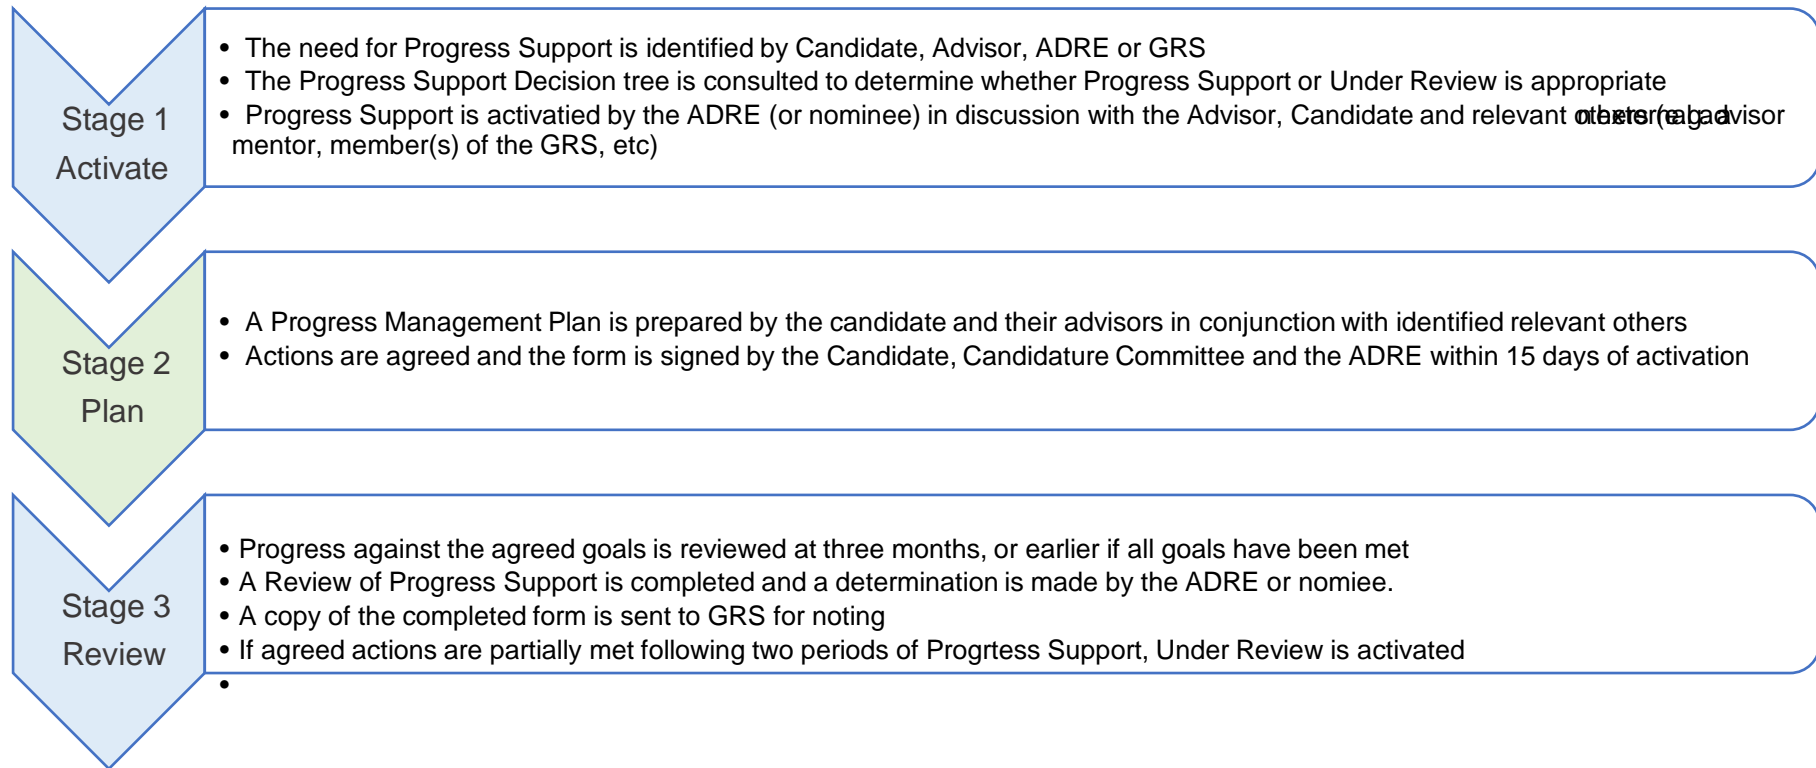 Stage 1
Activate
• The need for Progress Support is identified by Candidate, Advisor, ADRE or GRS
• The Progress Support Decision tree is consulted to determine whether Progress Support or Under Review is appropriate
• Progress Support is activatied by the ADRE (or nominee) in discussion with the Advisor, Candidate and relevant advisor
mentor, member(s) of the GRS, etc)
Stage 2
Plan
• A Progress Management Plan is prepared by the candidate and their advisors in conjunction with identified relevant others
• Actions are agreed and the form is signed by the Candidate, Candidature Committee and the ADRE within 15 days of activation
Stage 3
Review
• Progress against the agreed goals is reviewed at three months, or earlier if all goals have been met
• A Review of Progress Support is completed and a determination is made by the ADRE or nomiee.
• A copy of the completed form is sent to GRS for noting
• If agreed actions are partially met following two periods of Progrtess Support, Under Review is activated
•